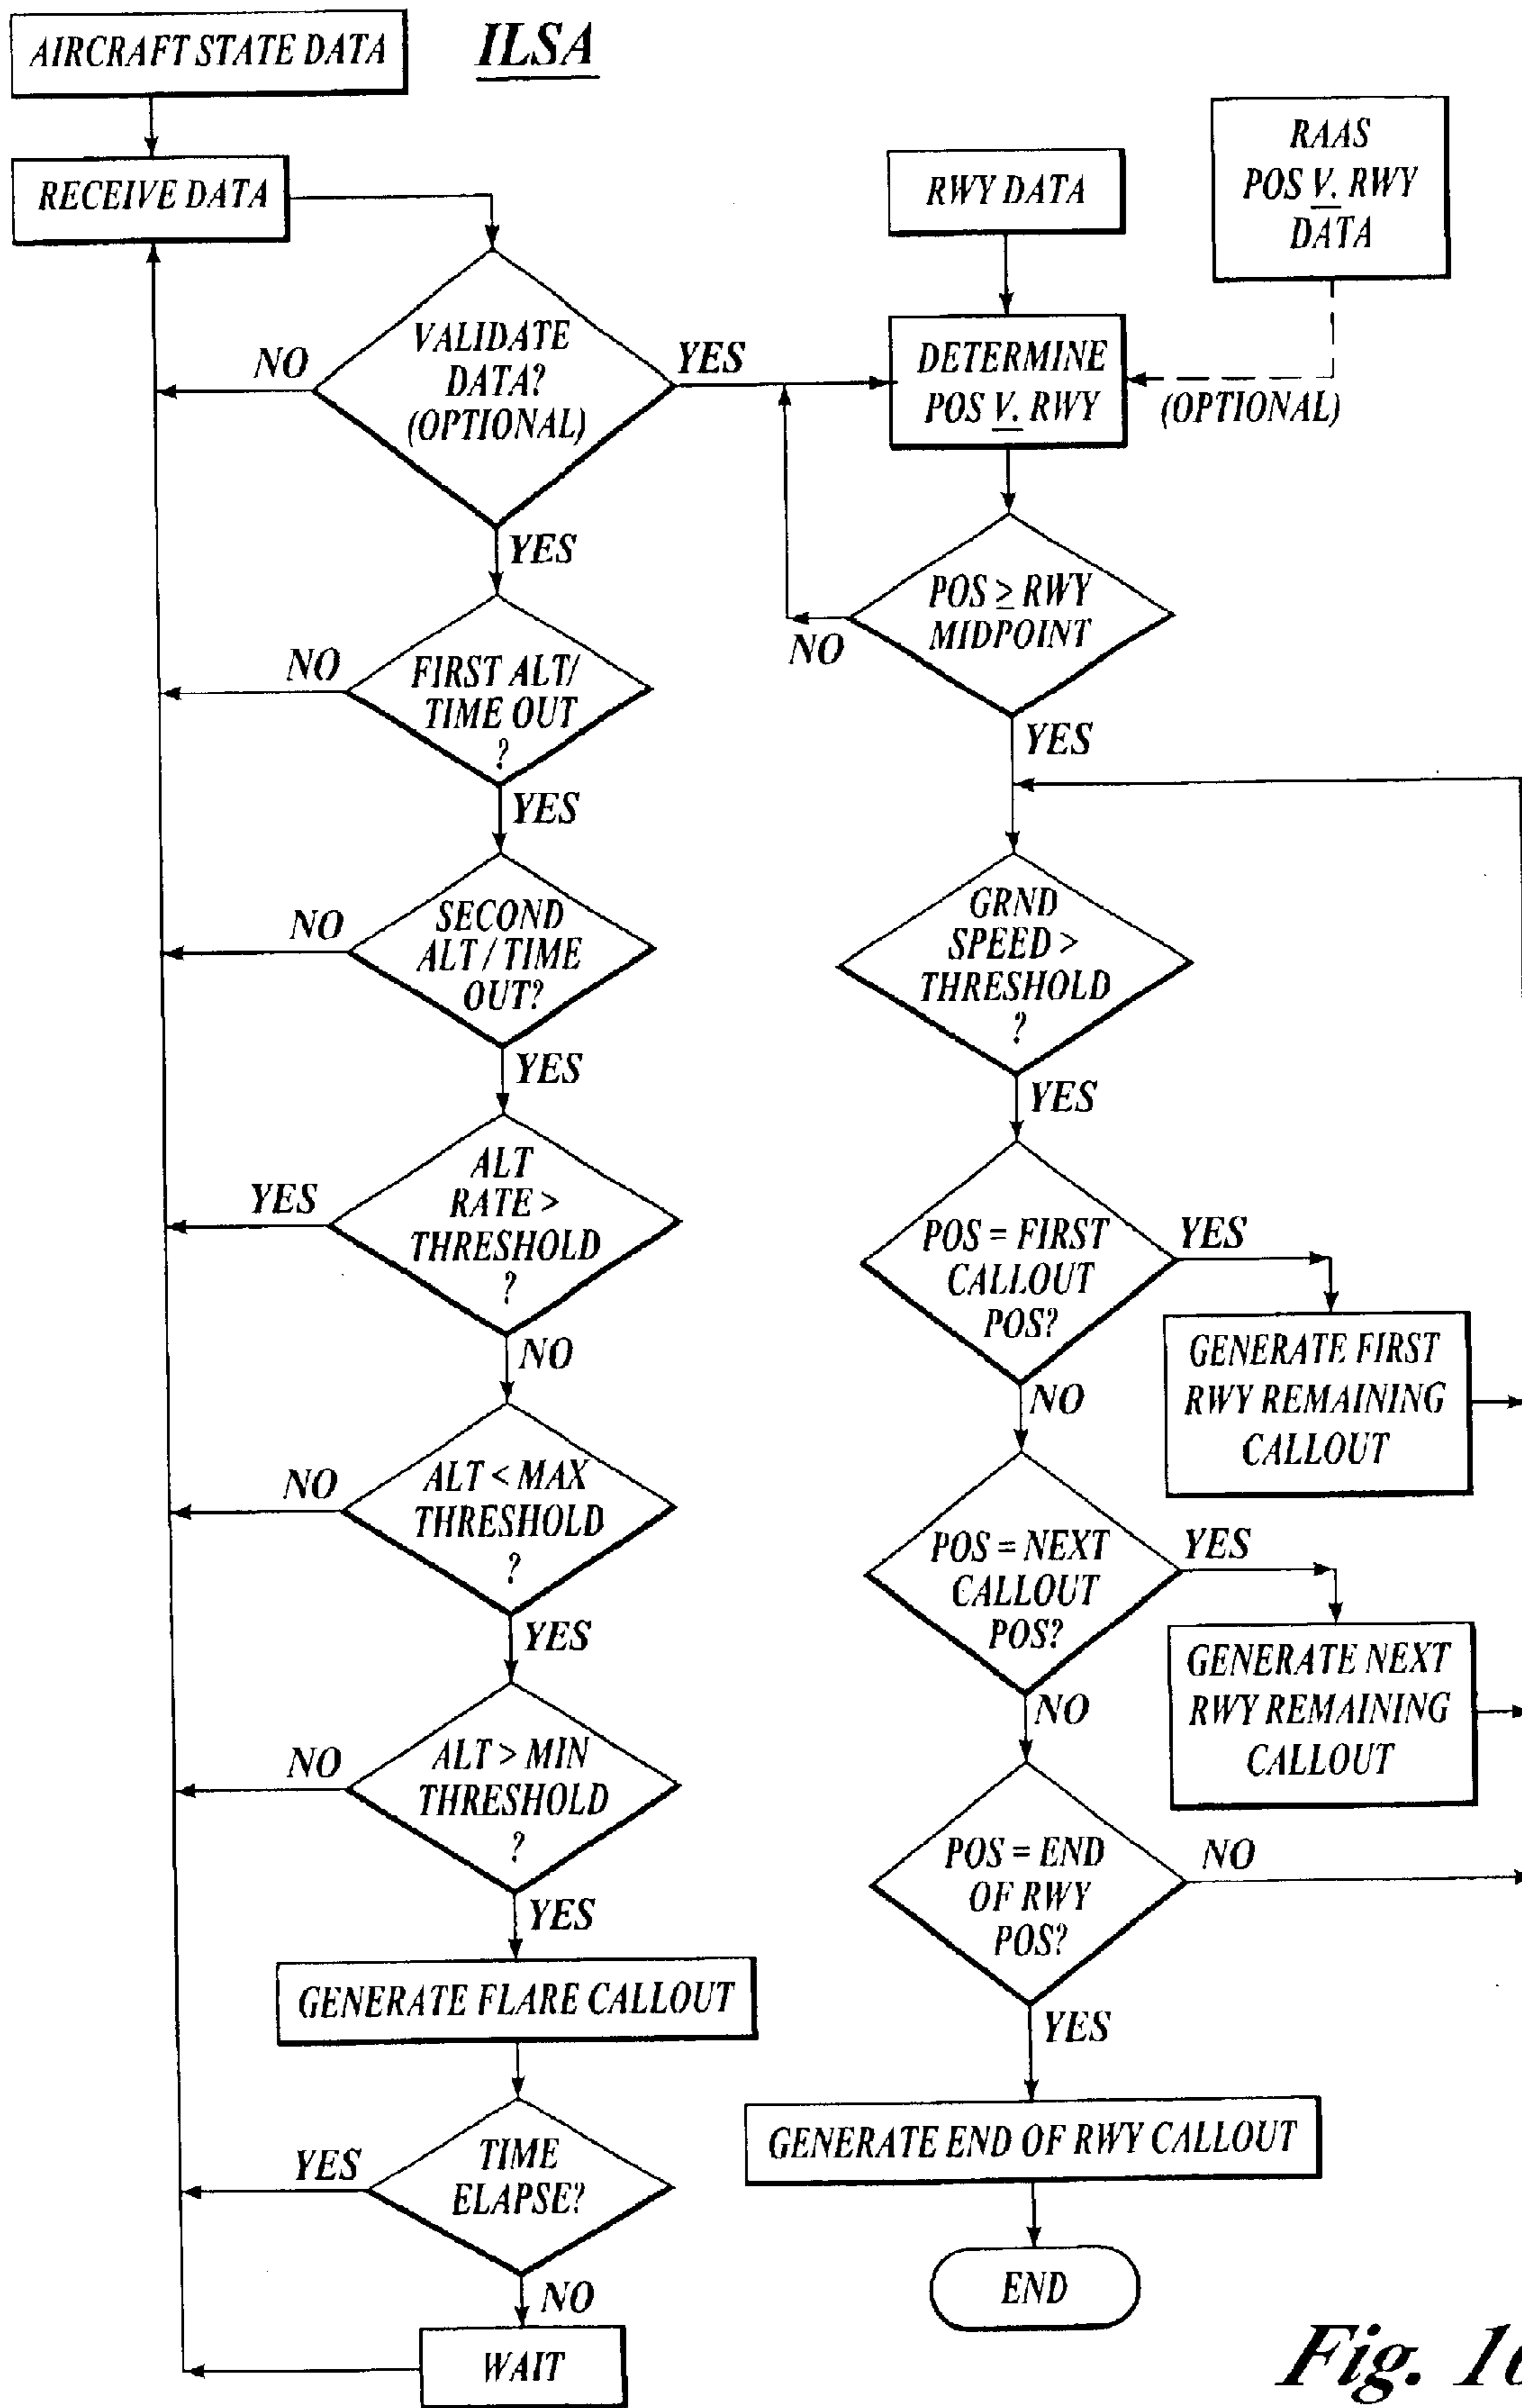 AIRCRAFT STATE DATA
ILSA
RECEIVE DATA
RWY DATA
RAAS
POS V. RWY
DATA
VALIDATE
DATA?
(OPTIONAL)
NO
YES
DETERMINE
POS V. RWY
(OPTIONAL)
YES
FIRST ALT/
TIME OUT
?
NO
YES
SECOND
ALT / TIME
OUT?
NO
YES
ALT
RATE >
THRESHOLD
?
YES
NO
ALT < MAX
THRESHOLD
?
NO
YES
ALT > MIN
THRESHOLD
?
NO
YES
GENERATE FLARE CALLOUT
TIME
ELAPSE?
YES
NO
WAIT
POS ≥ RWY
MIDPOINT
NO
YES
GRND
SPEED >
THRESHOLD
?
YES
POS = FIRST
CALLOUT
POS?
YES
GENERATE FIRST
RWY REMAINING
CALLOUT
NO
POS = NEXT
CALLOUT
POS?
YES
GENERATE NEXT
RWY REMAINING
CALLOUT
NO
POS = END
OF RWY
POS?
NO
YES
GENERATE END OF RWY CALLOUT
END
Fig.